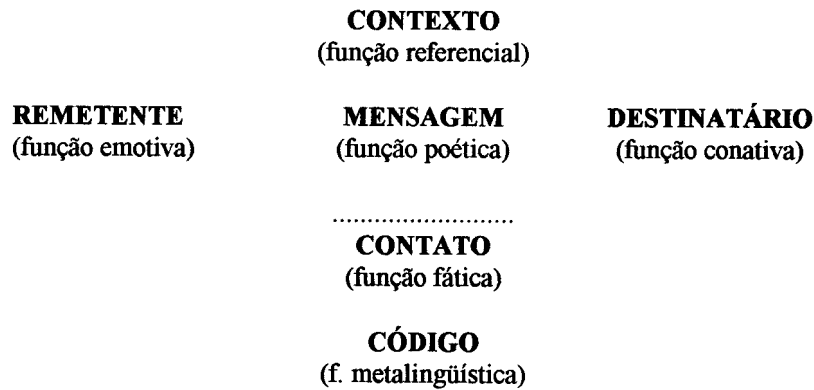 CONTEXTO
(função referencial)
REMETENTE MENSAGEM DESTINATÁRIO
(função emotiva) (função poética) (função conativa)
..........................
CONTATO
(função fática)
CÓDIGO
(f. metalingüística)